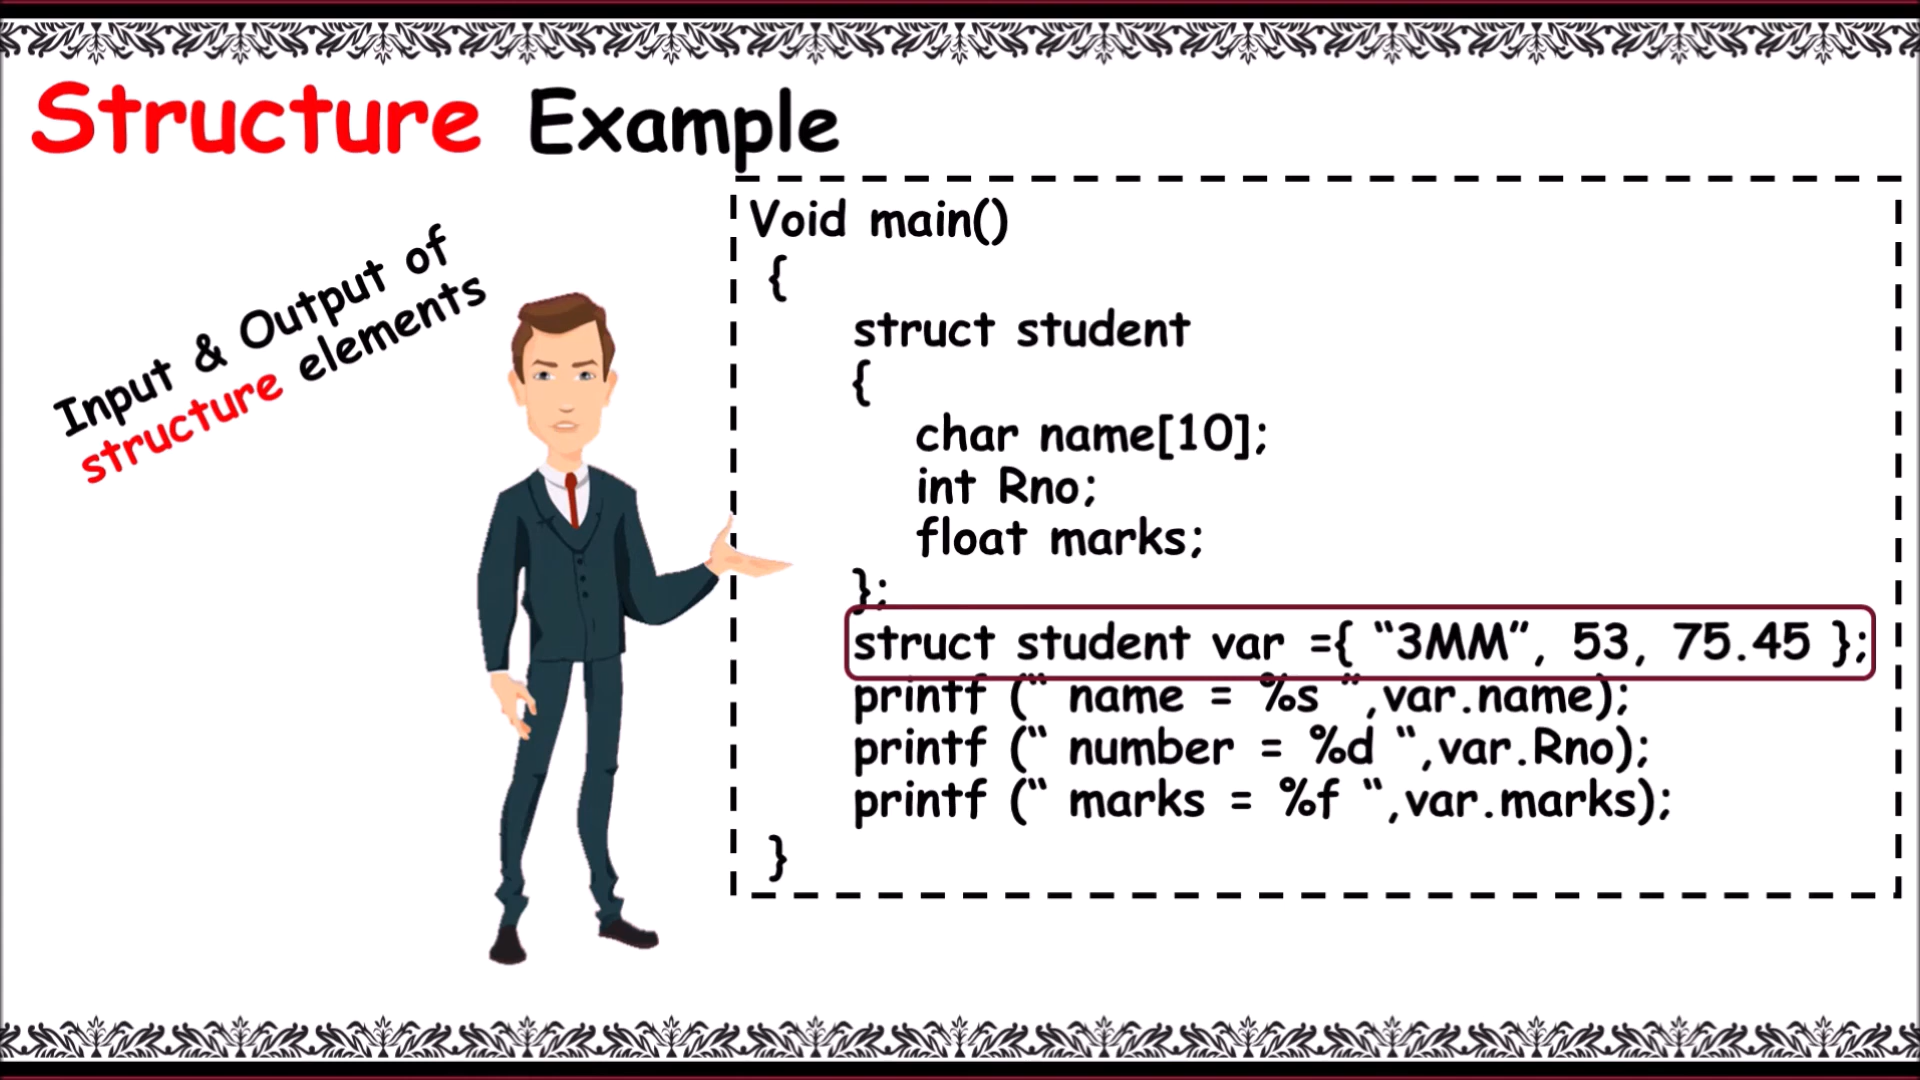 Structure Example
Input & Output of
structure elements
Void main()
{
struct student
{
char name[10];
int Rno;
float marks;
};
struct student var ={ “3MM”, 53, 75.45 };
printf (“ name = %s ”,var.name);
printf (“ number = %d “,var.Rno);
printf (“ marks = %f “,var.marks);
}